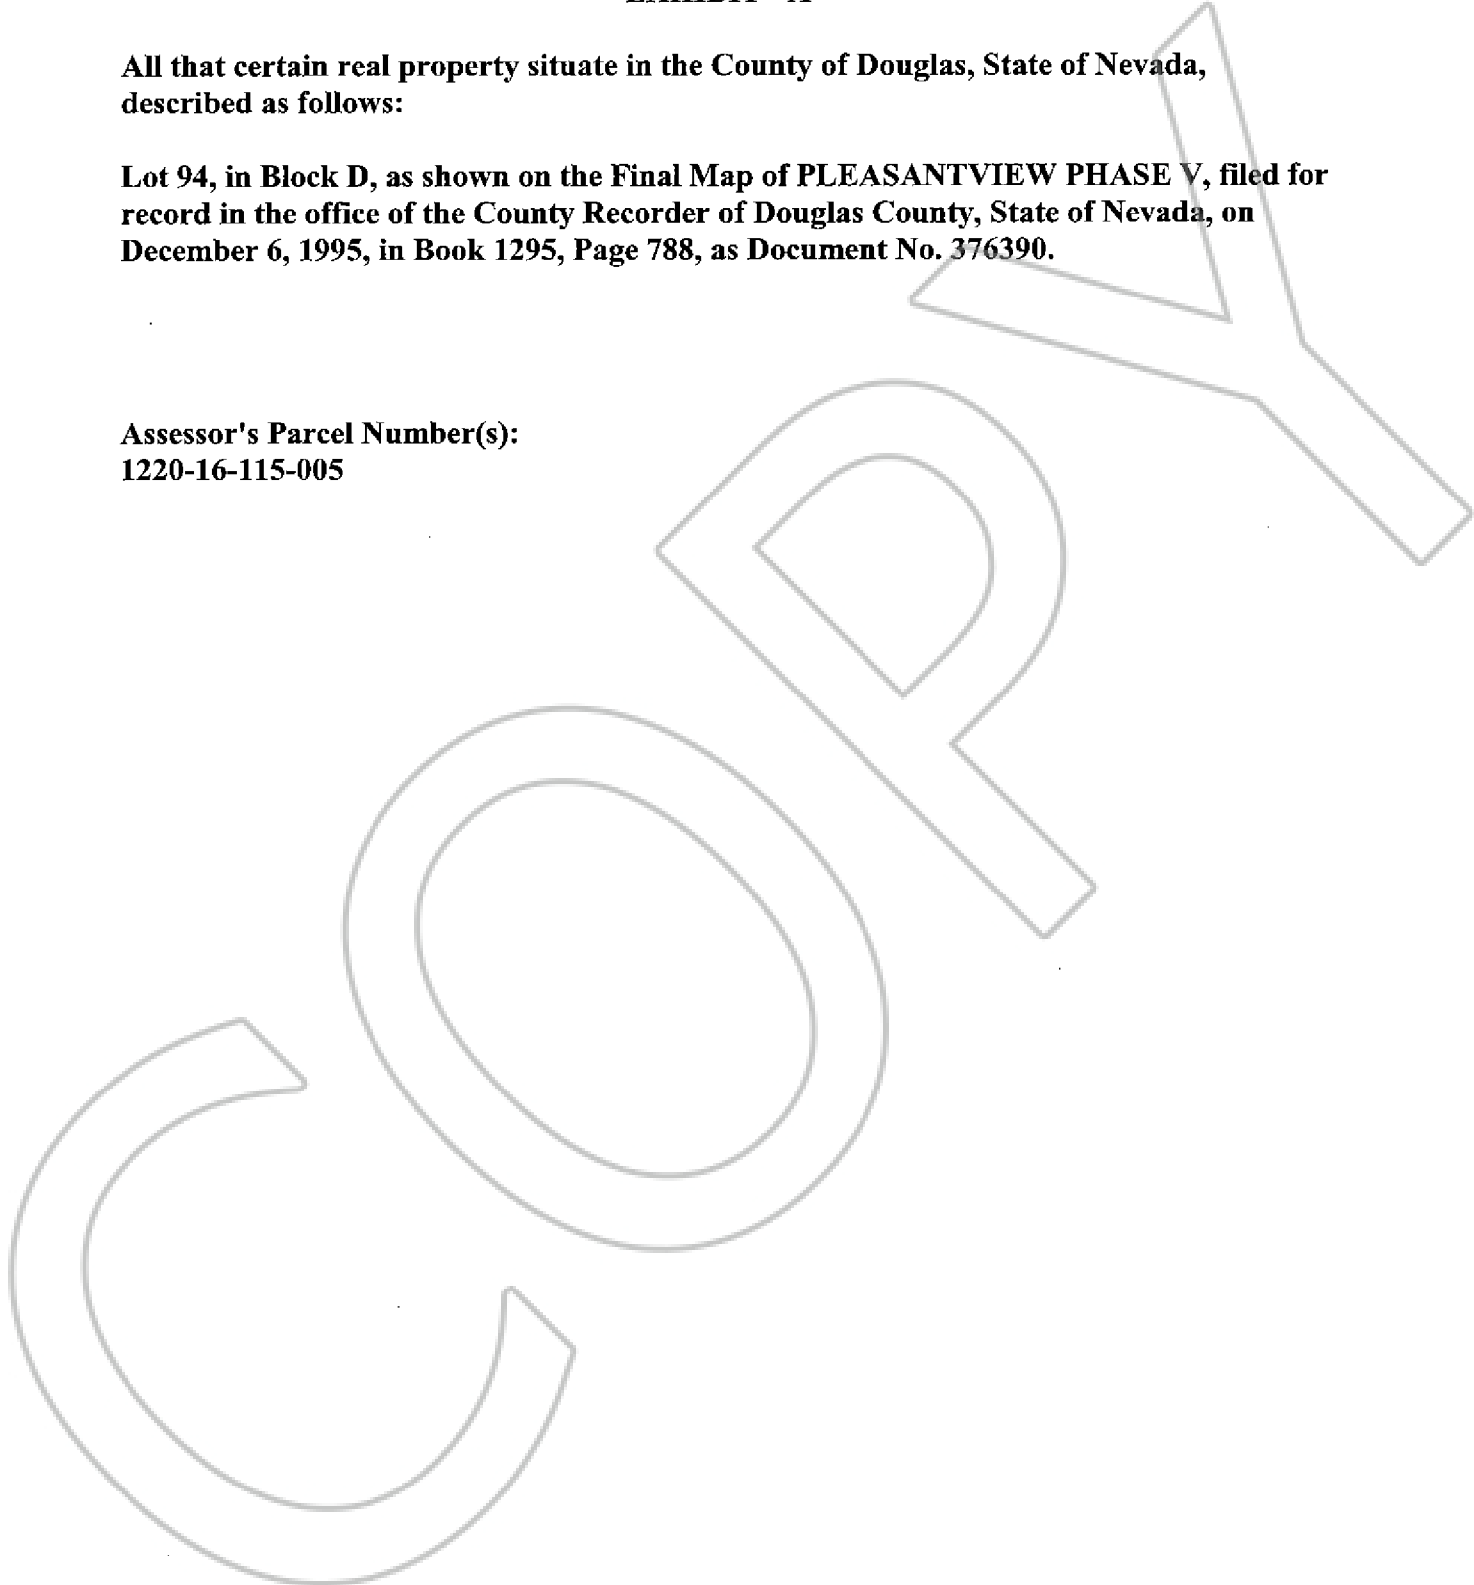 All that certain real property situate in the County of Douglas, State of Nevada,
described as follows:
Lot 94, in Block D, as shown on the Final Map of PLEASANTVIEW PHASE V, filed for
record in the office of the County Recorder of Douglas County, State of Nevada, on
December 6, 1995, in Book 1295, Page 788, as Document No. 376390.
Assessor's Parcel Number(s):
1220-16-115-005
COPY